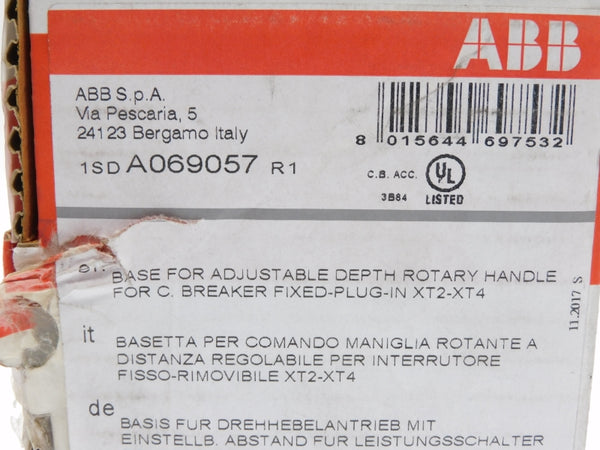 ABB
ABB S.p.A.
Via Pescaria, 5
24123 Bergamo Italy
1SD A069057 R1
8 015644 697532
C.B. ACC.
3B84
UL
LISTED
BASE FOR ADJUSTABLE DEPTH ROTARY HANDLE
FOR C. BREAKER FIXED-PLUG-IN XT2-XT4
11.2017 S
it
BASETTA PER COMANDO MANIGLIA ROTANTE A
DISTANZA REGOLABILE PER INTERRUTORE
FISSO-RIMOVIBILE XT2-XT4
de
BASIS FUR DREHHEBELANTRIEB MIT
EINSTELLB. ABSTAND FUR LEISTUNGSSCHALTER